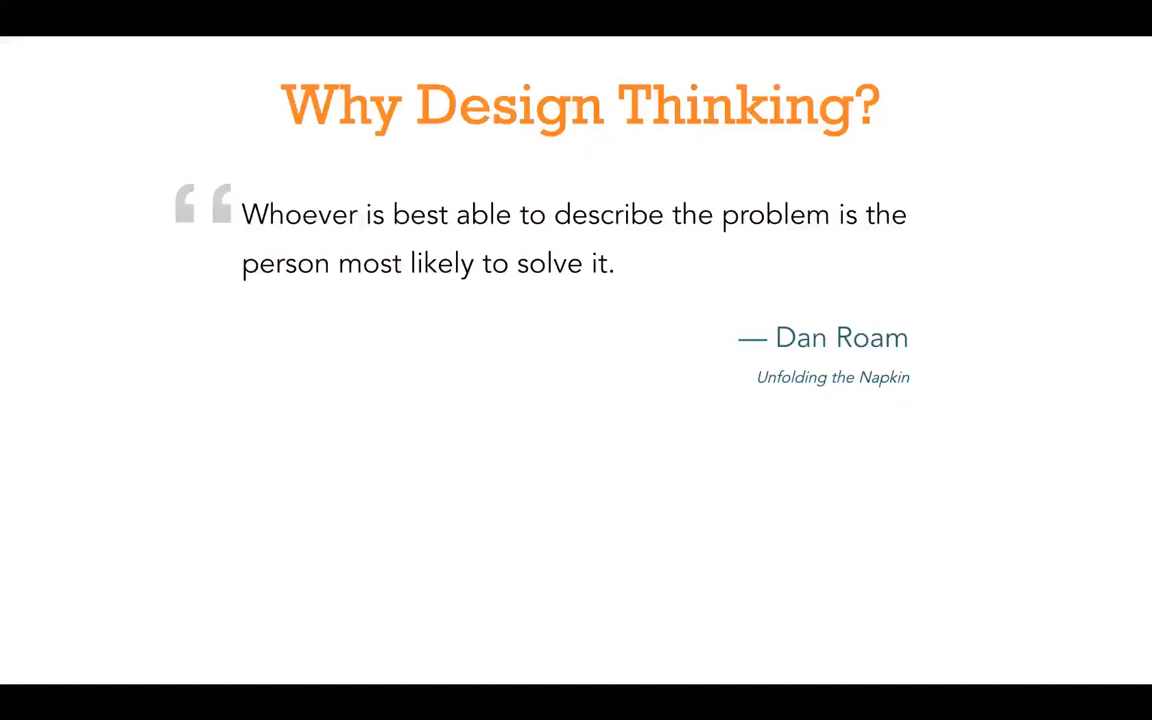 Why Design Thinking?
“ Whoever is best able to describe the problem is the
person most likely to solve it.
— Dan Roam
Unfolding the Napkin